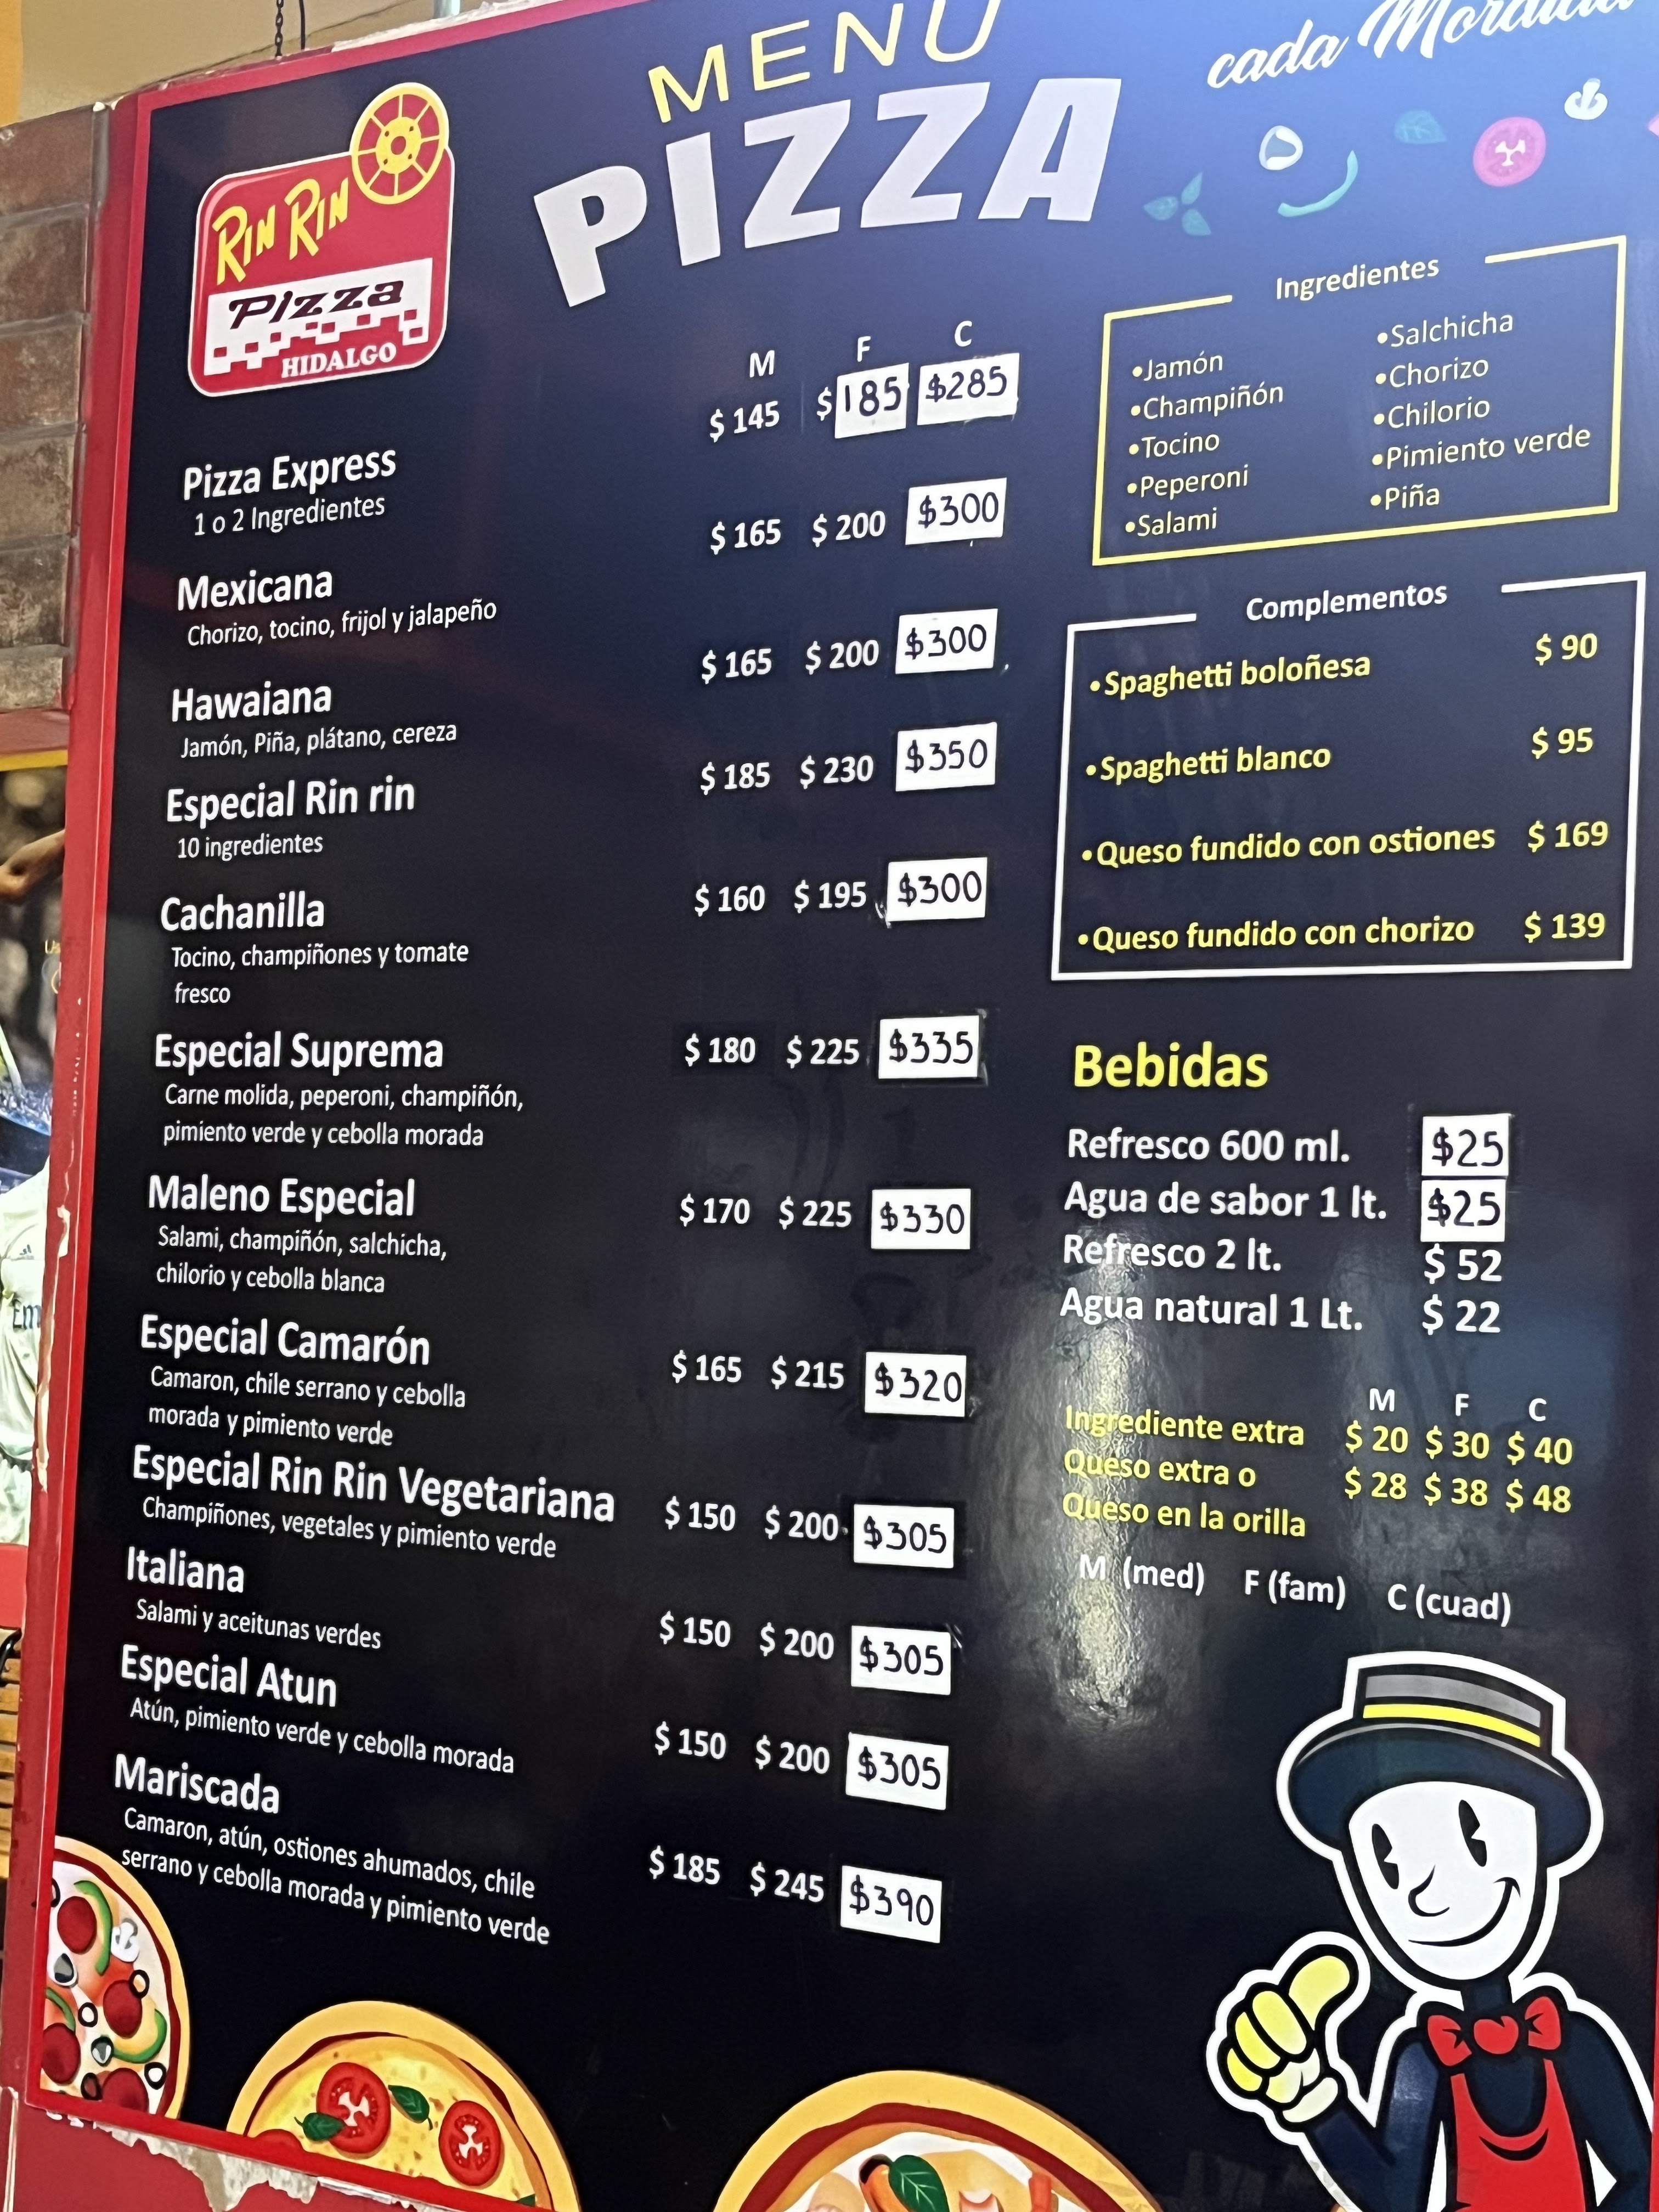 MENU
PIZZA
cada
RIN RIN
Pizza
HIDALGO
M F C
$ 145 $185 $285
Pizza Express
1 o 2 Ingredientes
$ 165 $ 200 $300
Mexicana
Chorizo, tocino, frijol y jalapeño
$ 165 $ 200 $300
Hawaiana
Jamón, Piña, plátano, cereza
$ 185 $ 230 $350
Especial Rin rin
10 ingredientes
$ 160 $ 195 $300
Cachanilla
Tocino, champiñones y tomate
fresco
Especial Suprema $ 180 $ 225 $335
Carne molida, peperoni, champiñón,
pimiento verde y cebolla morada
Maleno Especial $ 170 $ 225 $330
Salami, champiñón, salchicha,
chilorio y cebolla blanca
Especial Camarón $ 165 $ 215 $320
Camaron, chile serrano y cebolla
morada y pimiento verde
Especial Rin Rin Vegetariana $ 150 $ 200 $305
Champiñones, vegetales y pimiento verde
Italiana $ 150 $ 200 $305
Salami y aceitunas verdes
Especial Atun $ 150 $ 200 $305
Atún, pimiento verde y cebolla morada
Mariscada $ 185 $ 245 $390
Camaron, atún, ostiones ahumados, chile
serrano y cebolla morada y pimiento verde
Ingredientes
•Jamón
•Champiñón
•Tocino
•Peperoni
•Salami
•Salchicha
•Chorizo
•Chilorio
•Pimiento verde
•Piña
Complementos
•Spaghetti boloñesa $ 90
•Spaghetti blanco $ 95
•Queso fundido con ostiones $ 169
•Queso fundido con chorizo $ 139
Bebidas
Refresco 600 ml. $25
Agua de sabor 1 lt. $25
Refresco 2 lt. $ 52
Agua natural 1 Lt. $ 22
M F C
Ingrediente extra $ 20 $ 30 $ 40
Queso extra o $ 28 $ 38 $ 48
Queso en la orilla
M (med) F (fam) C (cuad)